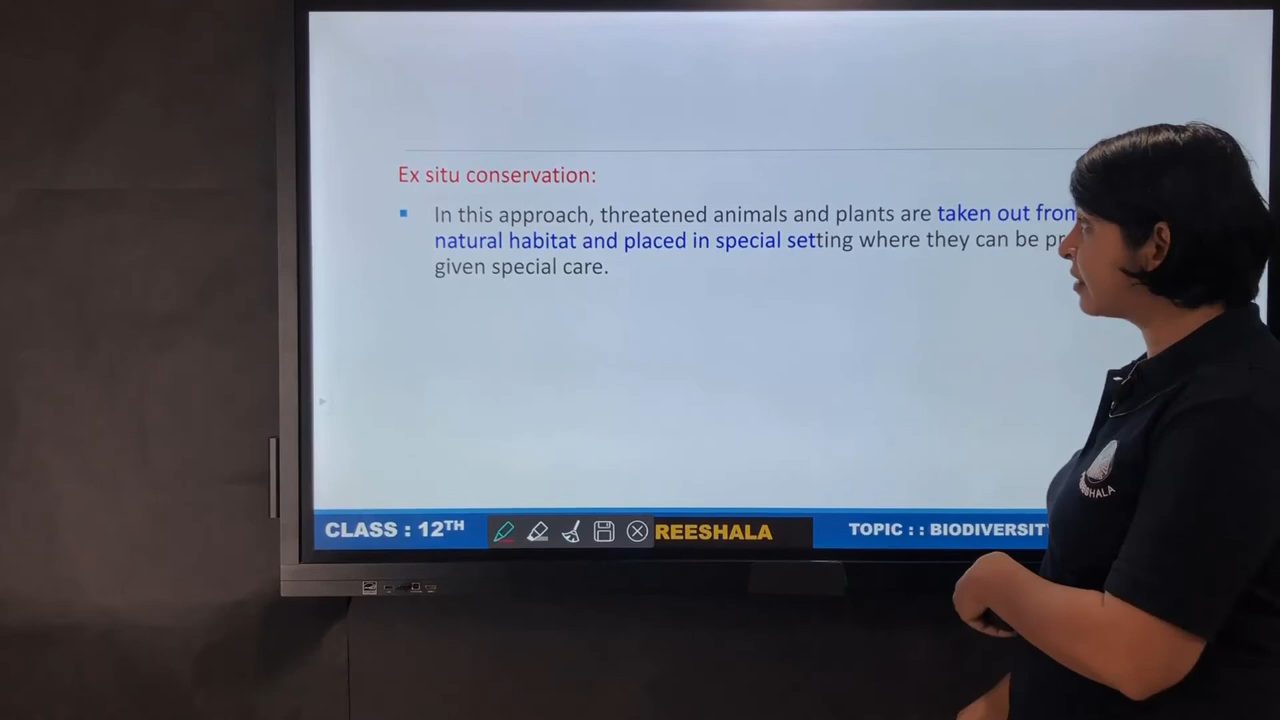 Ex situ conservation:
In this approach, threatened animals and plants are taken out from
natural habitat and placed in special setting where they can be
given special care.
CLASS : 12TH
REESHALA
TOPIC : : BIODIVERSITY